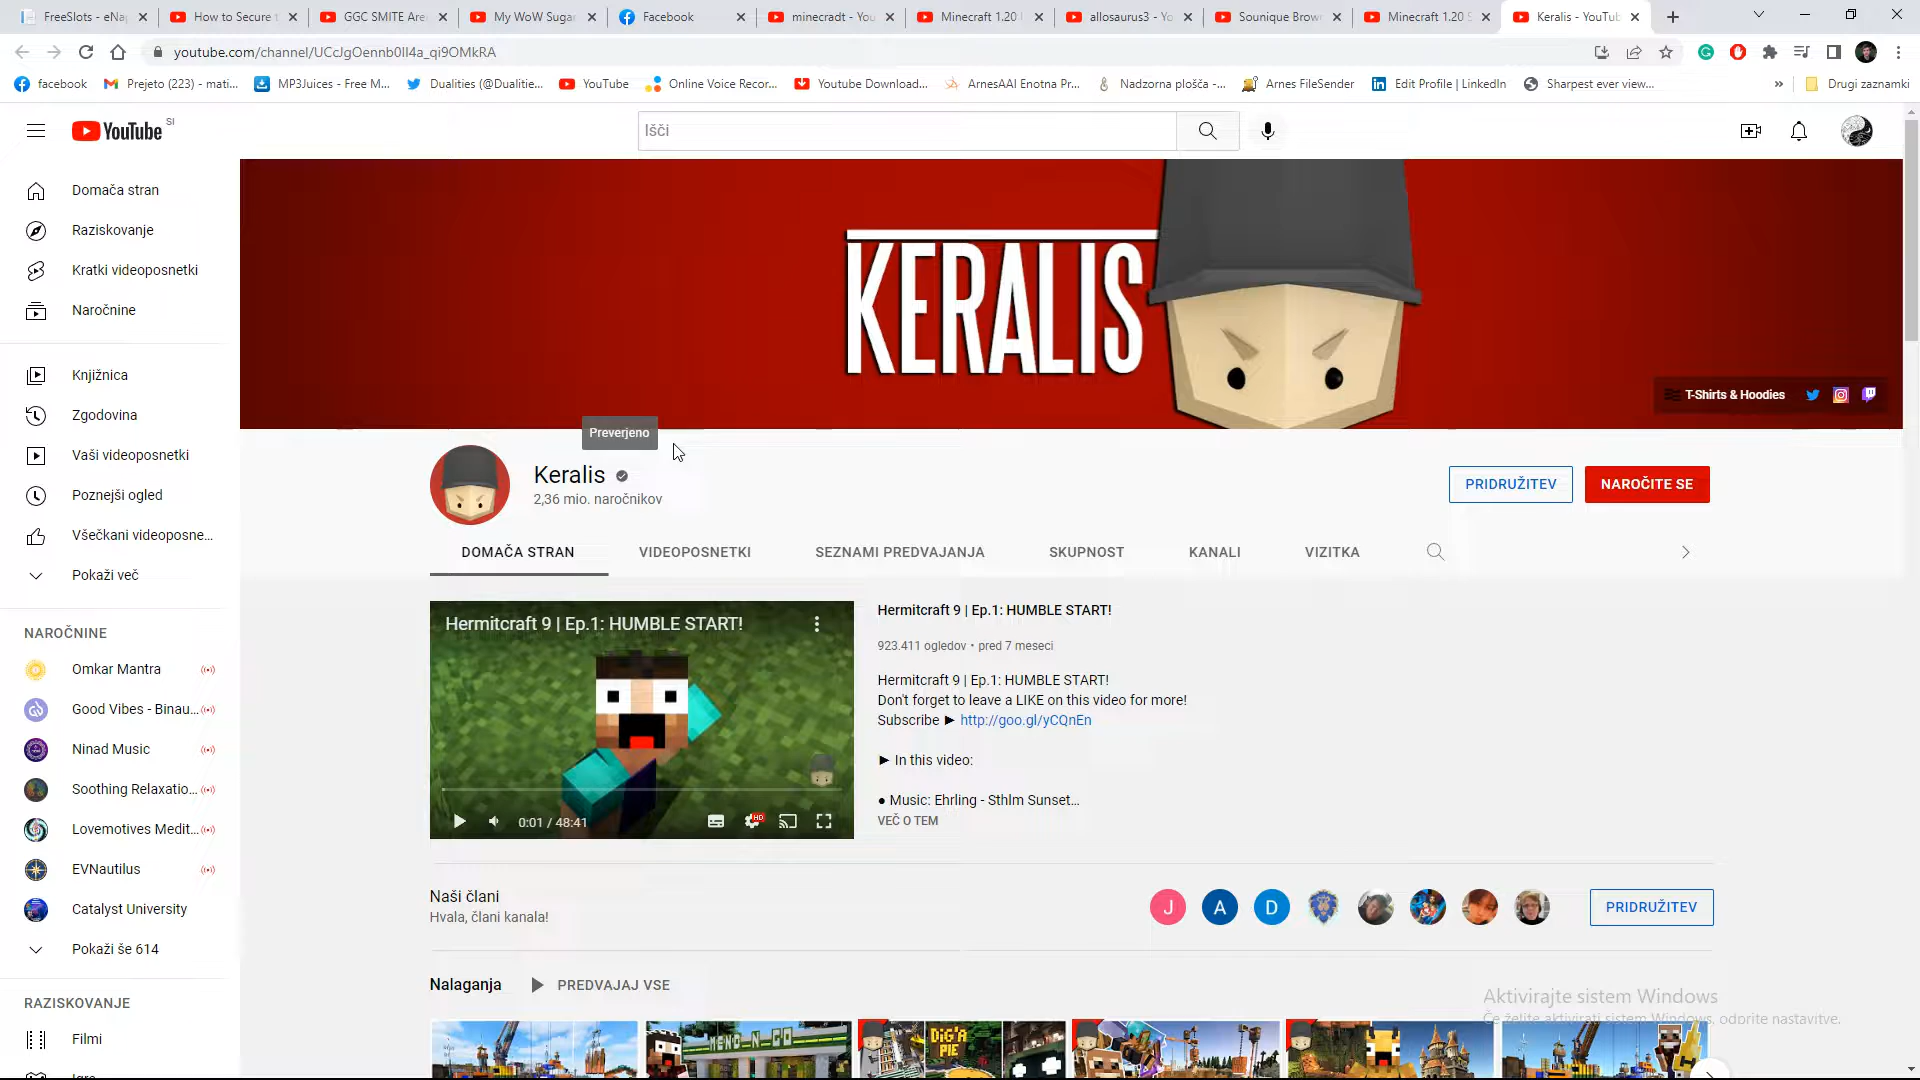 FreeSlots - eNa
How to Secure t
GGC SMITE Are
My WoW Suga
Facebook
minecradt - You
Minecraft 1.20
allosaurus3 - Yo
Sounique Brow
Minecraft 1.20 S
Keralis - YouTub
youtube.com/channel/UCcJgOennb0II4a_qi9OMkRA
facebook
Prejeto (223) - mati...
MP3Juices - Free M...
Dualities (@Dualitie...
YouTube
Online Voice Recor...
Youtube Download...
ArnesAAI Enotna Pr...
Nadzorna plošča -...
Arnes FileSender
Edit Profile | LinkedIn
Sharpest ever view...
»
Drugi zaznamki
YouTube SI
Išči
Domača stran
Raziskovanje
Kratki videoposnetki
Naročnine
Knjižnica
Zgodovina
Vaši videoposnetki
Poznejši ogled
Všečkani videoposne...
Pokaži več
NAROČNINE
Omkar Mantra
Good Vibes - Binau...
Ninad Music
Soothing Relaxatio...
Lovemotives Medit...
EVNautilus
Catalyst University
Pokaži še 614
RAZISKOVANJE
Filmi
KERALIS
T-Shirts & Hoodies
Preverjeno
Keralis
2,36 mio. naročnikov
PRIDRUŽITEV
NAROČITE SE
DOMAČA STRAN
VIDEOPOSNETKI
SEZNAMI PREDVAJANJA
SKUPNOST
KANALI
VIZITKA
Hermitcraft 9 | Ep.1: HUMBLE START!
0:01 / 48:41
HD
Hermitcraft 9 | Ep.1: HUMBLE START!
923.411 ogledov • pred 7 meseci
Hermitcraft 9 | Ep.1: HUMBLE START!
Don't forget to leave a LIKE on this video for more!
Subscribe ► http://goo.gl/yCQnEn
► In this video:
● Music: Ehrling - Sthlm Sunset...
VEČ O TEM
Naši člani
Hvala, člani kanala!
J
A
D
PRIDRUŽITEV
Nalaganja
PREDVAJAJ VSE
MEND-N-GO
DIG'A
PIE
Aktivirajte sistem Windows
Če želite aktivirati sistem Windows, odprite nastavitve.